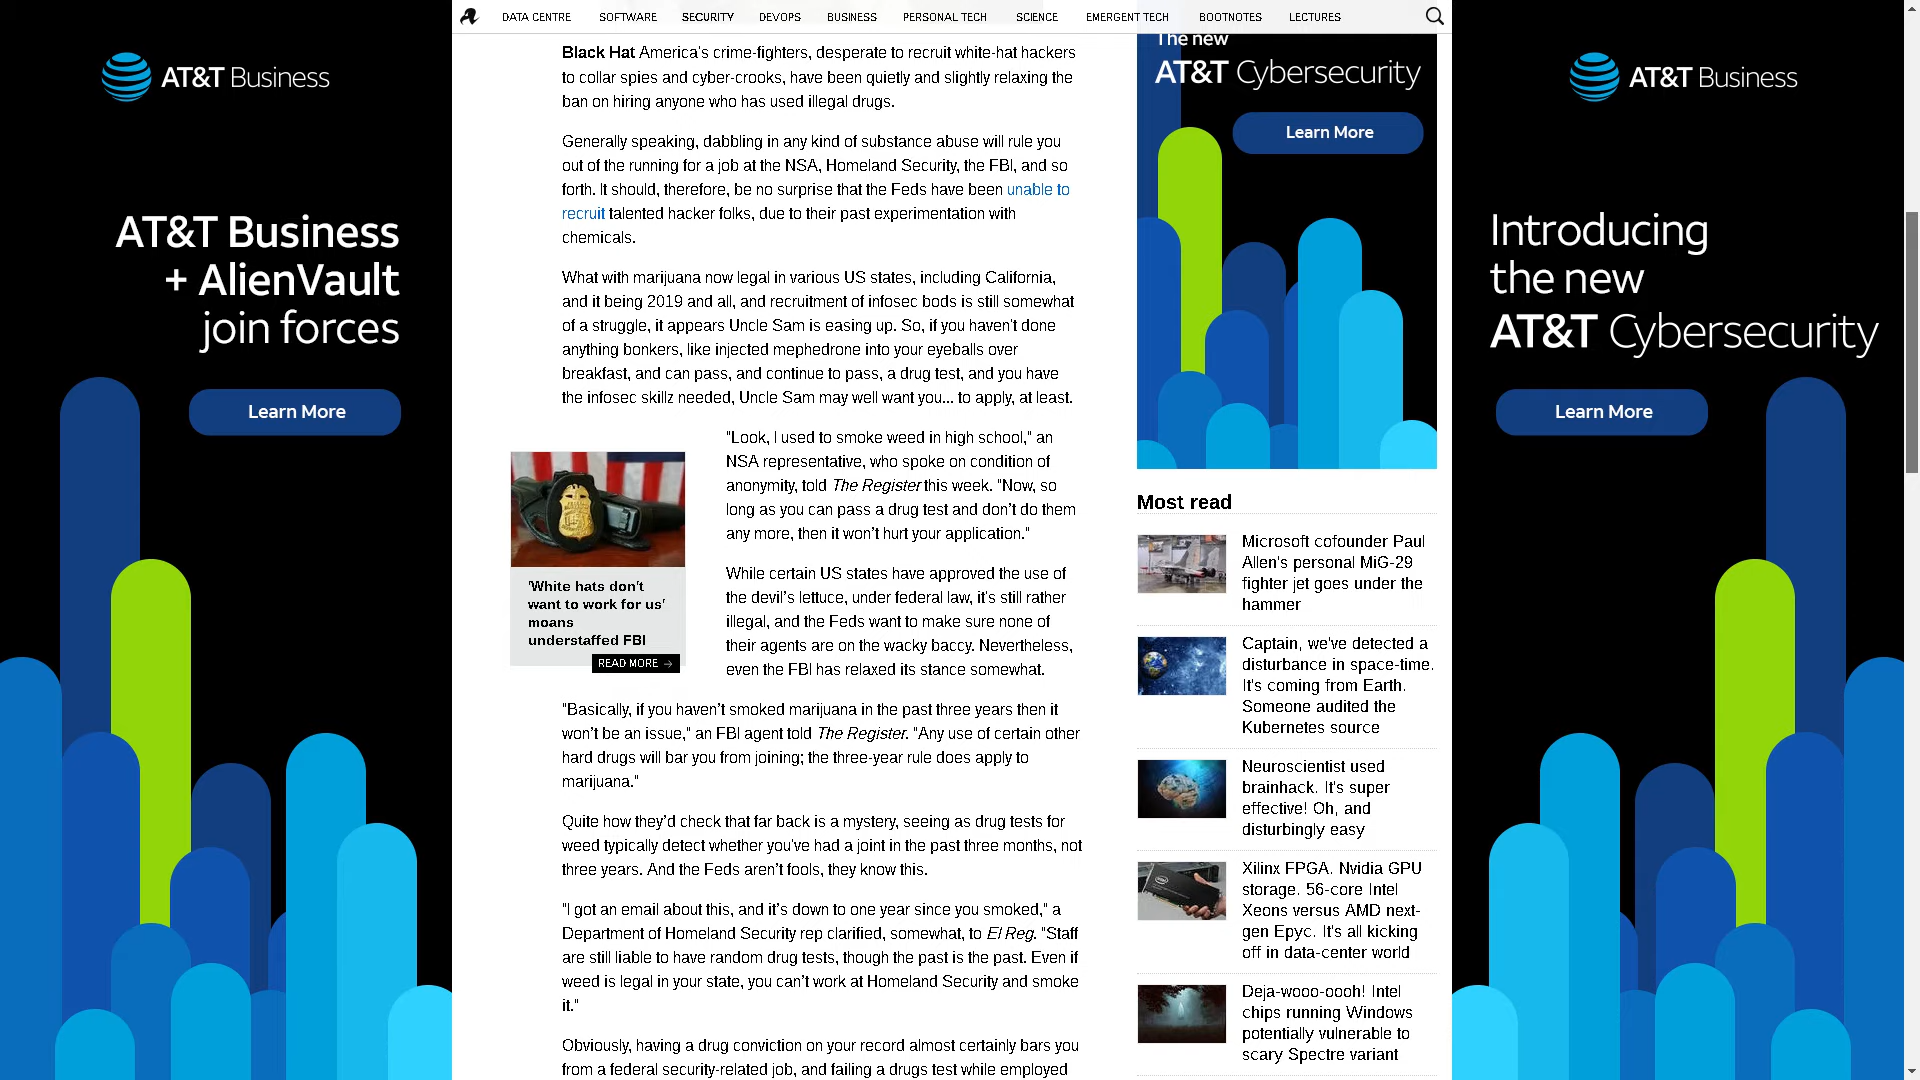 AT&T Business
AT&T Business
+ AlienVault
join forces
Learn More
DATA CENTRE SOFTWARE SECURITY DEVOPS BUSINESS PERSONAL TECH SCIENCE EMERGENT TECH BOOTNOTES LECTURES
Black Hat America's crime-fighters, desperate to recruit white-hat hackers
to collar spies and cyber-crooks, have been quietly and slightly relaxing the
ban on hiring anyone who has used illegal drugs.
Generally speaking, dabbling in any kind of substance abuse will rule you
out of the running for a job at the NSA, Homeland Security, the FBI, and so
forth. It should, therefore, be no surprise that the Feds have been unable to
recruit talented hacker folks, due to their past experimentation with
chemicals.
What with marijuana now legal in various US states, including California,
and it being 2019 and all, and recruitment of infosec bods is still somewhat
of a struggle, it appears Uncle Sam is easing up. So, if you haven't done
anything bonkers, like injected mephedrone into your eyeballs over
breakfast, and can pass, and continue to pass, a drug test, and you have
the infosec skillz needed, Uncle Sam may well want you... to apply, at least.
'White hats don't
want to work for us'
moans
understaffed FBI
READ MORE →
"Look, I used to smoke weed in high school," an
NSA representative, who spoke on condition of
anonymity, told The Register this week. "Now, so
long as you can pass a drug test and don't do them
any more, then it won't hurt your application."
While certain US states have approved the use of
the devil's lettuce, under federal law, it's still rather
illegal, and the Feds want to make sure none of
their agents are on the wacky baccy. Nevertheless,
even the FBI has relaxed its stance somewhat.
"Basically, if you haven't smoked marijuana in the past three years then it
won't be an issue," an FBI agent told The Register. "Any use of certain other
hard drugs will bar you from joining; the three-year rule does apply to
marijuana."
Quite how they'd check that far back is a mystery, seeing as drug tests for
weed typically detect whether you've had a joint in the past three months, not
three years. And the Feds aren't fools, they know this.
"I got an email about this, and it's down to one year since you smoked," a
Department of Homeland Security rep clarified, somewhat, to El Reg. "Staff
are still liable to have random drug tests, though the past is the past. Even if
weed is legal in your state, you can't work at Homeland Security and smoke
it."
Obviously, having a drug conviction on your record almost certainly bars you
from a federal security-related job, and failing a drugs test while employed
The new
AT&T Cybersecurity
Learn More
Most read
Microsoft cofounder Paul
Allen's personal MiG-29
fighter jet goes under the
hammer
Captain, we've detected a
disturbance in space-time.
It's coming from Earth.
Someone audited the
Kubernetes source
Neuroscientist used
brainhack. It's super
effective! Oh, and
disturbingly easy
Xilinx FPGA. Nvidia GPU
storage. 56-core Intel
Xeons versus AMD next-
gen Epyc. It's all kicking
off in data-center world
Deja-wooo-oooh! Intel
chips running Windows
potentially vulnerable to
scary Spectre variant
AT&T Business
Introducing
the new
AT&T Cybersecurity
Learn More